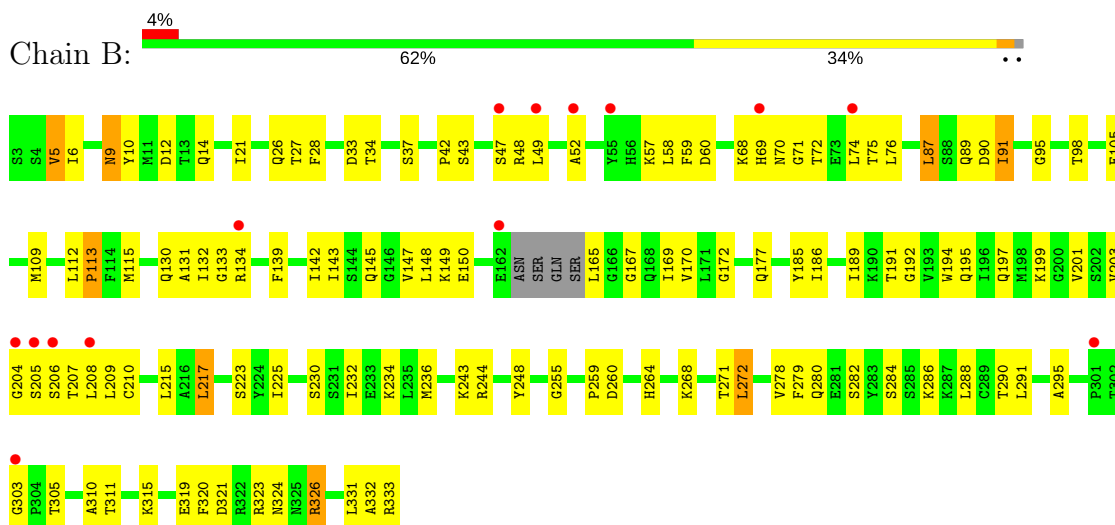 4%
Chain B:
62% 34% • •
S3 S4 V5 I6 N9 Y10 M11 D12 T13 Q14 I21 Q26 T27 F28 D33 T34 S37 P42 S43 S47 R48 L49 A52 Y55 H56 K57 L58 F59 D60 K68 H69 N70 G71 T72 E73 L74 T75 L76 L87 S88 Q89 D90 I91 G95 T98
M109 L112 P113 F114 M115 Q130 A131 I132 G133 R134 F139 I142 I143 S144 Q145 G146 V147 L148 K149 E150 E162 ASN SER GLN SER L165 G166 G167 Q168 I169 V170 L171 G172 Q177 Y185 I186 I189 K190 T191 G192 V193 W194 Q195 I196 Q197 M198 K199 G200 V201 S202
G204 S205 S206 T207 L208 L209 C210 L215 A216 L217 S223 Y224 I225 S230 S231 I232 E233 K234 L235 M236 K243 R244 Y248 G255 P259 D260 H264 K268 T271 L272 V278 F279 Q280 E281 S282 Y283 S284 S285 K286 K287 L288 C289 T290 L291 A295 P301
G303 P304 T305 A310 T311 K315 E319 F320 D321 R322 R323 N324 N325 R326 L331 A332 R333